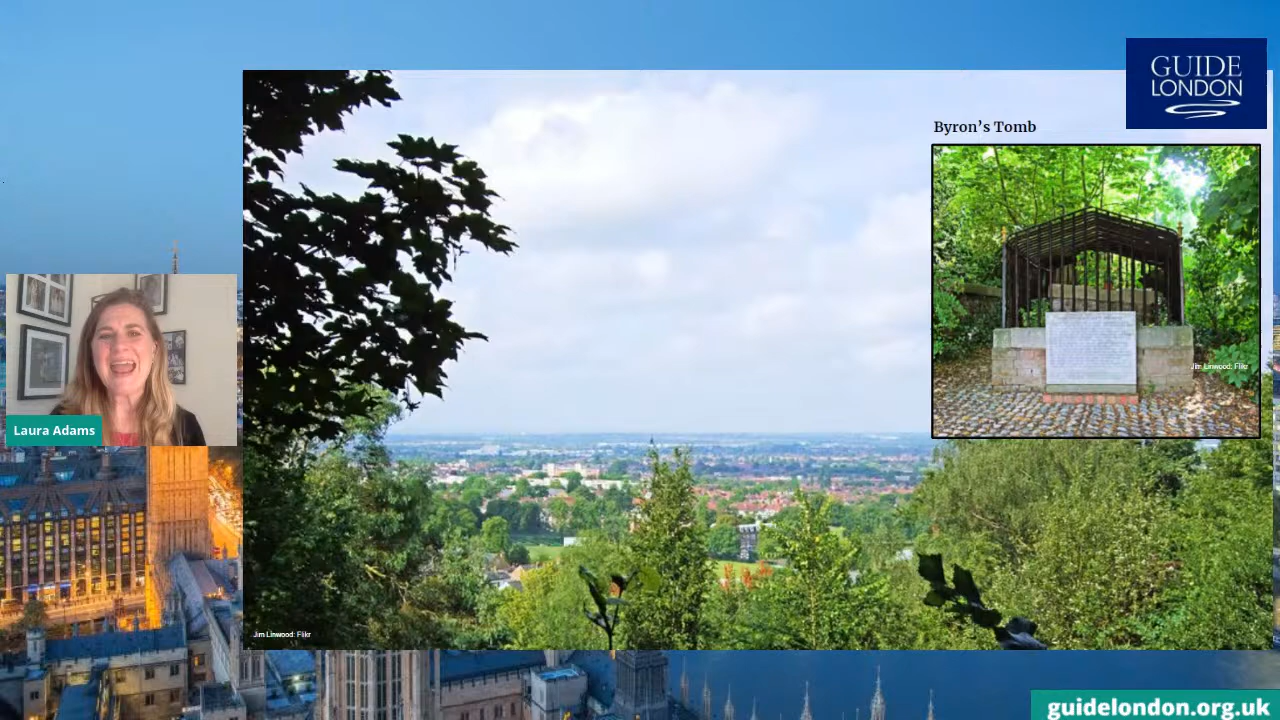 GUIDE
LONDON
Byron's Tomb
Jim Linwood: Flikr
Laura Adams
Jim Linwood: Flikr
guidelondon.org.uk